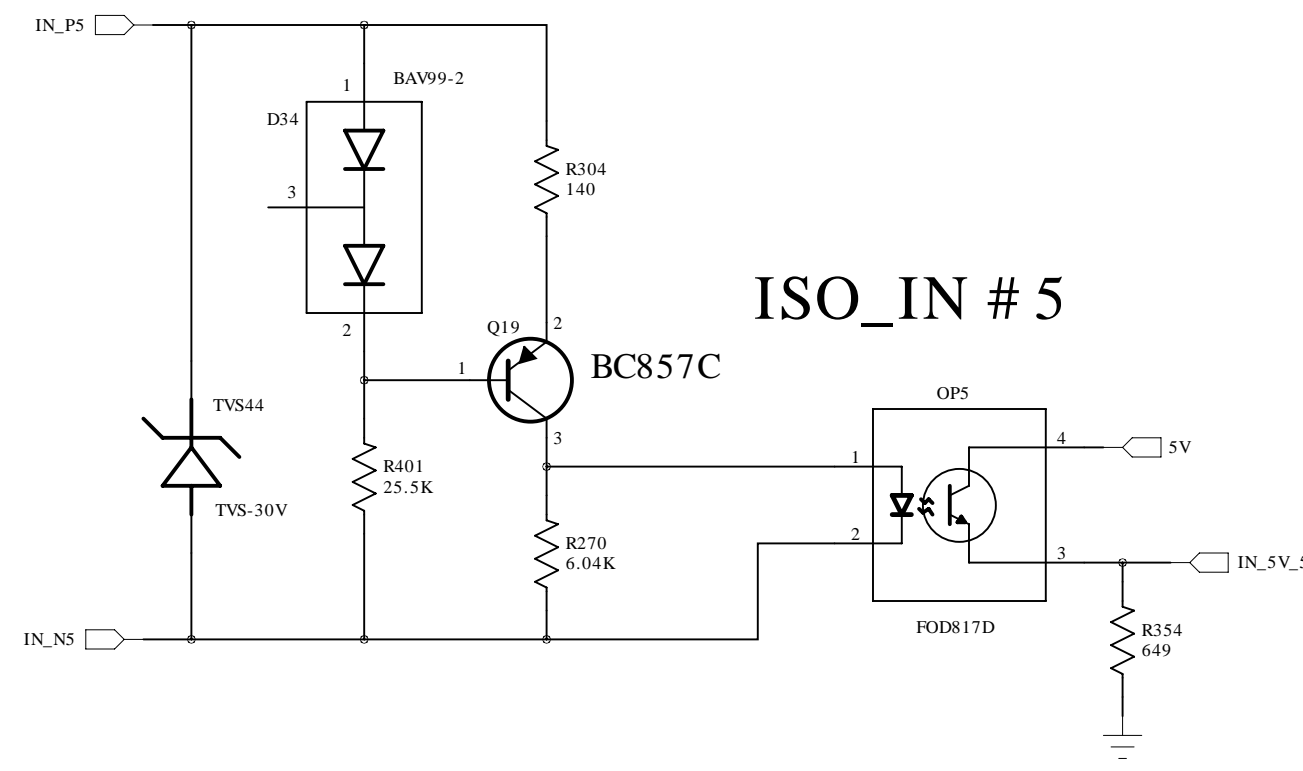 IN_P5
1
BAV99-2
D34
3
2
R304
140
ISO_IN # 5
Q19
2
1
BC857C
3
TVS44
TVS-30V
R401
25.5K
R270
6.04K
OP5
1
4
5V
2
3
IN_5V_5
FOD817D
R354
649
IN_N5